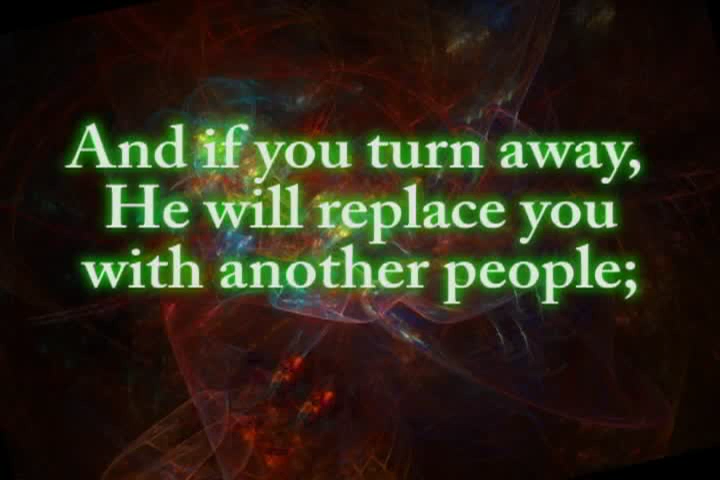 And if you turn away,
He will replace you
with another people;